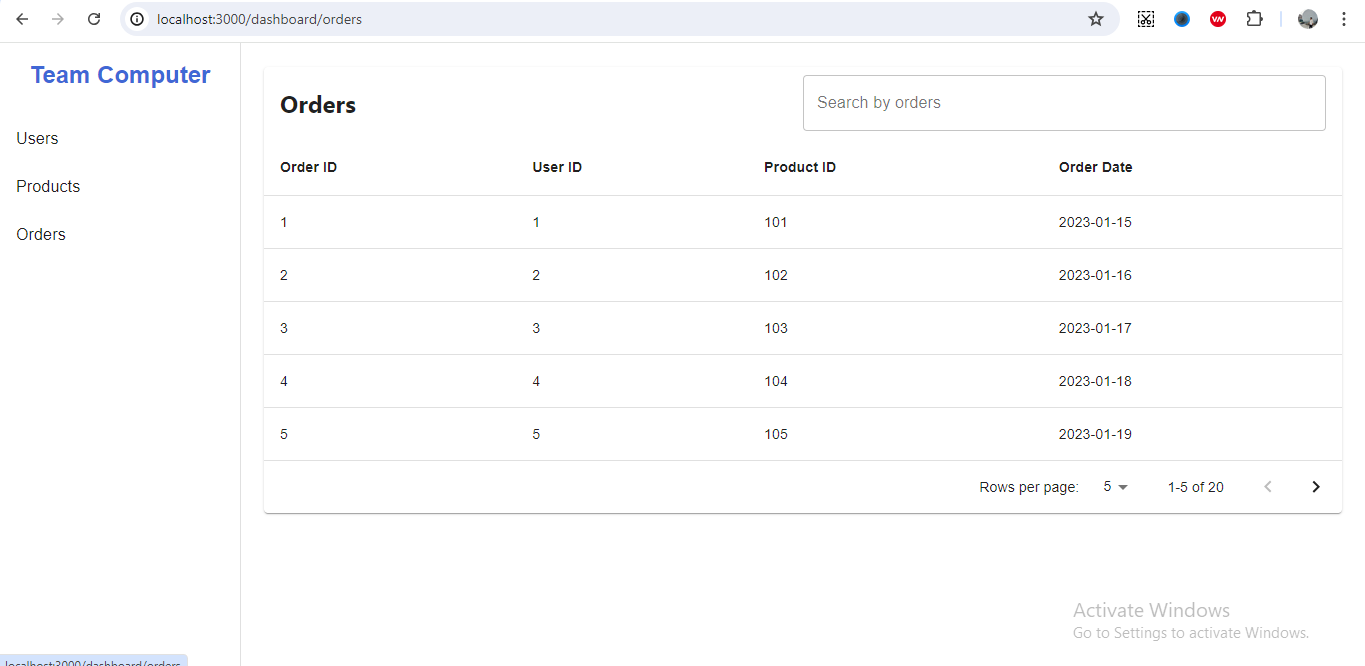 localhost:3000/dashboard/orders
Team Computer
Users
Products
Orders
Orders
Search by orders
Order ID User ID Product ID Order Date
1 1 101 2023-01-15
2 2 102 2023-01-16
3 3 103 2023-01-17
4 4 104 2023-01-18
5 5 105 2023-01-19
Rows per page: 5 1-5 of 20
Activate Windows
Go to Settings to activate Windows.
localhost:3000/dashboard/orders